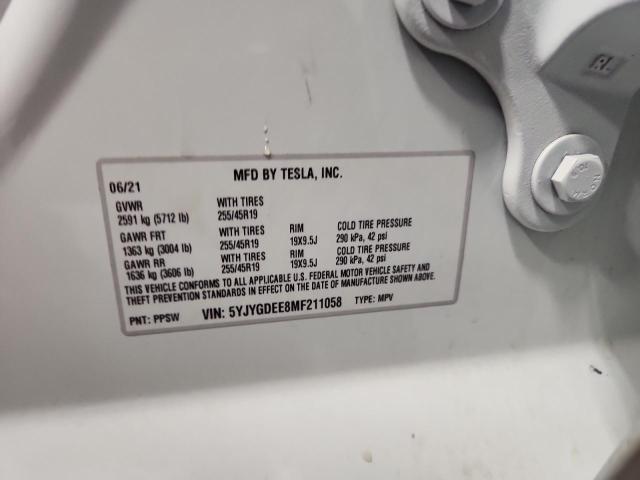 MFD BY TESLA, INC.
06/21
GVWR WITH TIRES
2591 kg (5712 lb) 255/45R19
GAWR FRT WITH TIRES RIM COLD TIRE PRESSURE
1363 kg (3004 lb) 255/45R19 19X9.5J 290 kPa, 42 psi
GAWR RR WITH TIRES RIM COLD TIRE PRESSURE
1636 kg (3606 lb) 255/45R19 19X9.5J 290 kPa, 42 psi
THIS VEHICLE CONFORMS TO ALL APPLICABLE U.S. FEDERAL MOTOR VEHICLE SAFETY AND
THEFT PREVENTION STANDARDS IN EFFECT ON THE DATE OF MANUFACTURE SHOWN ABOVE.
PNT: PPSW VIN: 5YJYGDEE8MF211058 TYPE: MPV